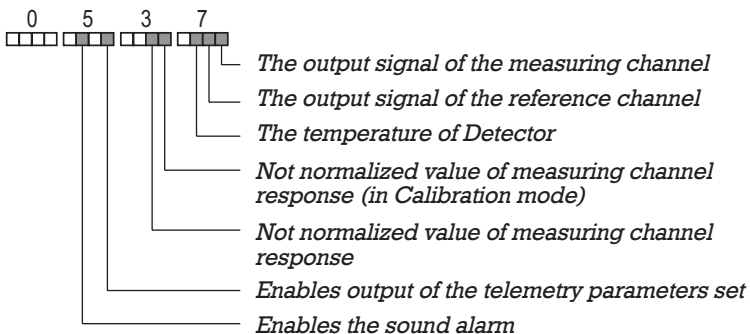 0 5 3 7
The output signal of the measuring channel
The output signal of the reference channel
The temperature of Detector
Not normalized value of measuring channel
response (in Calibration mode)
Not normalized value of measuring channel
response
Enables output of the telemetry parameters set
Enables the sound alarm